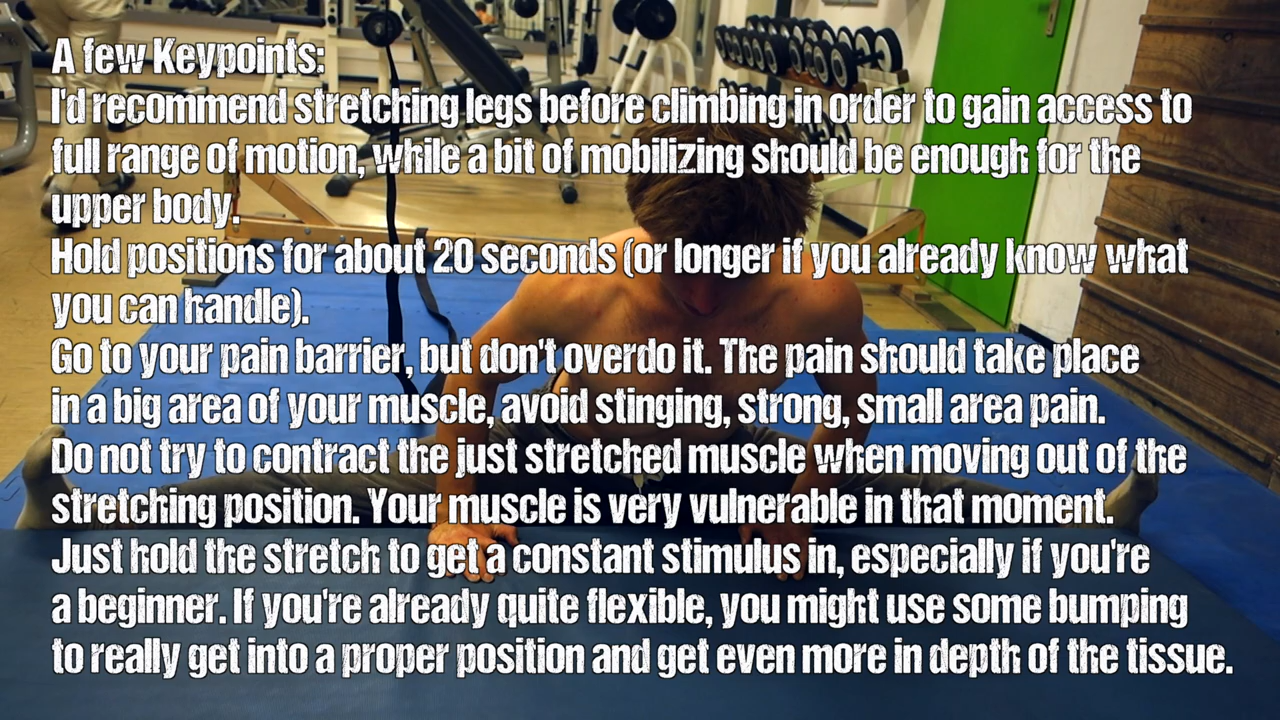 A few Keypoints:
I'd recommend stretching legs before climbing in order to gain access to
full range of motion, while a bit of mobilizing should be enough for the
upper body.
Hold positions for about 20 seconds (or longer if you already know what
you can handle).
Go to your pain barrier, but don't overdo it. The pain should take place
in a big area of your muscle, avoid stinging, strong, small area pain.
Do not try to contract the just stretched muscle when moving out of the
stretching position. Your muscle is very vulnerable in that moment.
Just hold the stretch to get a constant stimulus in, especially if you're
a beginner. If you're already quite flexible, you might use some bumping
to really get into a proper position and get even more in depth of the tissue.